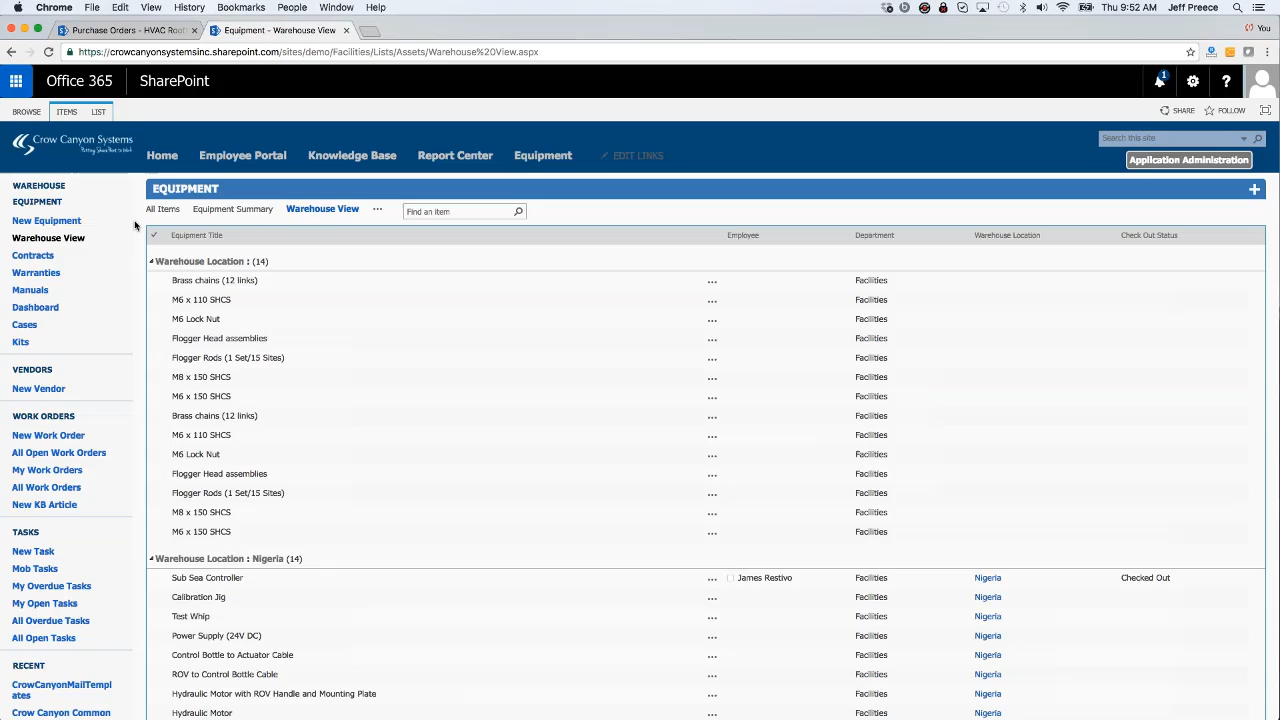 Chrome File Edit View History Bookmarks People Window Help Thu 9:52 AM Jeff Preece
Purchase Orders - HVAC Roo
Equipment - Warehouse View
You
https://crowcanyonsystemsinc.sharepoint.com/sites/demo/Facilities/Lists/Assets/Warehouse%20View.aspx
Office 365 SharePoint 1 ?
BROWSE ITEMS LIST SHARE FOLLOW
Crow Canyon Systems
Putting SharePoint to Work
Home Employee Portal Knowledge Base Report Center Equipment EDIT LINKS
Search this site
Application Administration
WAREHOUSE
EQUIPMENT
New Equipment
Warehouse View
Contracts
Warranties
Manuals
Dashboard
Cases
Kits
VENDORS
New Vendor
WORK ORDERS
New Work Order
All Open Work Orders
My Work Orders
All Work Orders
New KB Article
TASKS
New Task
Mob Tasks
My Overdue Tasks
My Open Tasks
All Overdue Tasks
All Open Tasks
RECENT
CrowCanyonMailTempl
ates
Crow Canyon Common
EQUIPMENT
All Items Equipment Summary Warehouse View ... Find an item
Equipment Title Employee Department Warehouse Location Check Out Status
Warehouse Location : (14)
Brass chains (12 links) ... Facilities
M6 x 110 SHCS ... Facilities
M6 Lock Nut ... Facilities
Flogger Head assemblies ... Facilities
Flogger Rods (1 Set/15 Sites) ... Facilities
M8 x 150 SHCS ... Facilities
M6 x 150 SHCS ... Facilities
Brass chains (12 links) ... Facilities
M6 x 110 SHCS ... Facilities
M6 Lock Nut ... Facilities
Flogger Head assemblies ... Facilities
Flogger Rods (1 Set/15 Sites) ... Facilities
M8 x 150 SHCS ... Facilities
M6 x 150 SHCS ... Facilities
Warehouse Location : Nigeria (14)
Sub Sea Controller ... James Restivo Facilities Nigeria Checked Out
Calibration Jig ... Facilities Nigeria
Test Whip ... Facilities Nigeria
Power Supply (24V DC) ... Facilities Nigeria
Control Bottle to Actuator Cable ... Facilities Nigeria
ROV to Control Bottle Cable ... Facilities Nigeria
Hydraulic Motor with ROV Handle and Mounting Plate ... Facilities Nigeria
Hydraulic Motor ... Facilities Nigeria